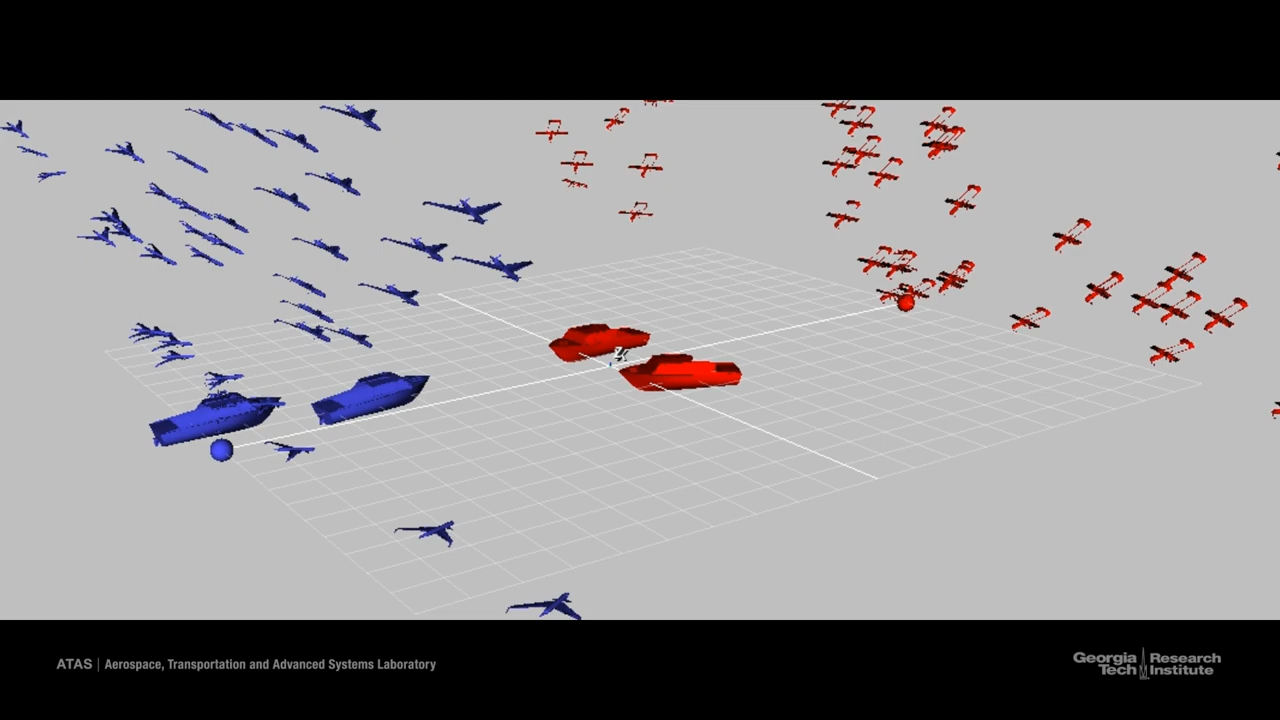 ATAS | Aerospace, Transportation and Advanced Systems Laboratory
Georgia Tech
Research Institute